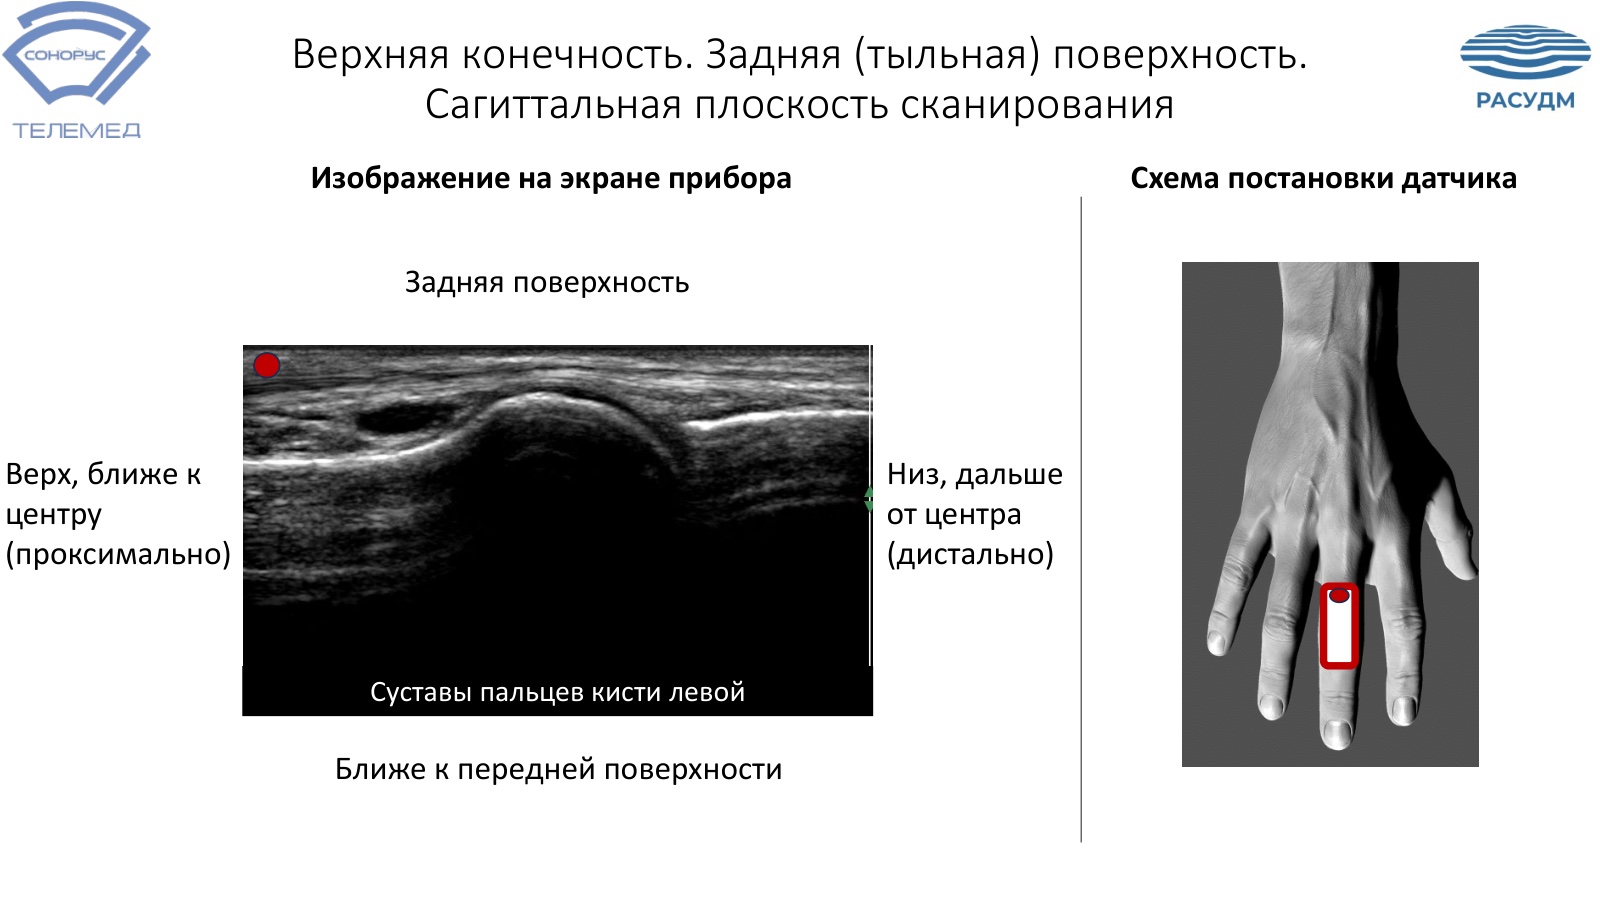 СОНОРУС
ТЕЛЕМЕД
Верхняя конечность. Задняя (тыльная) поверхность.
Сагиттальная плоскость сканирования
РАСУДМ
Изображение на экране прибора
Схема постановки датчика
Задняя поверхность
Верх, ближе к
центру
(проксимально)
Низ, дальше
от центра
(дистально)
Суставы пальцев кисти левой
Ближе к передней поверхности